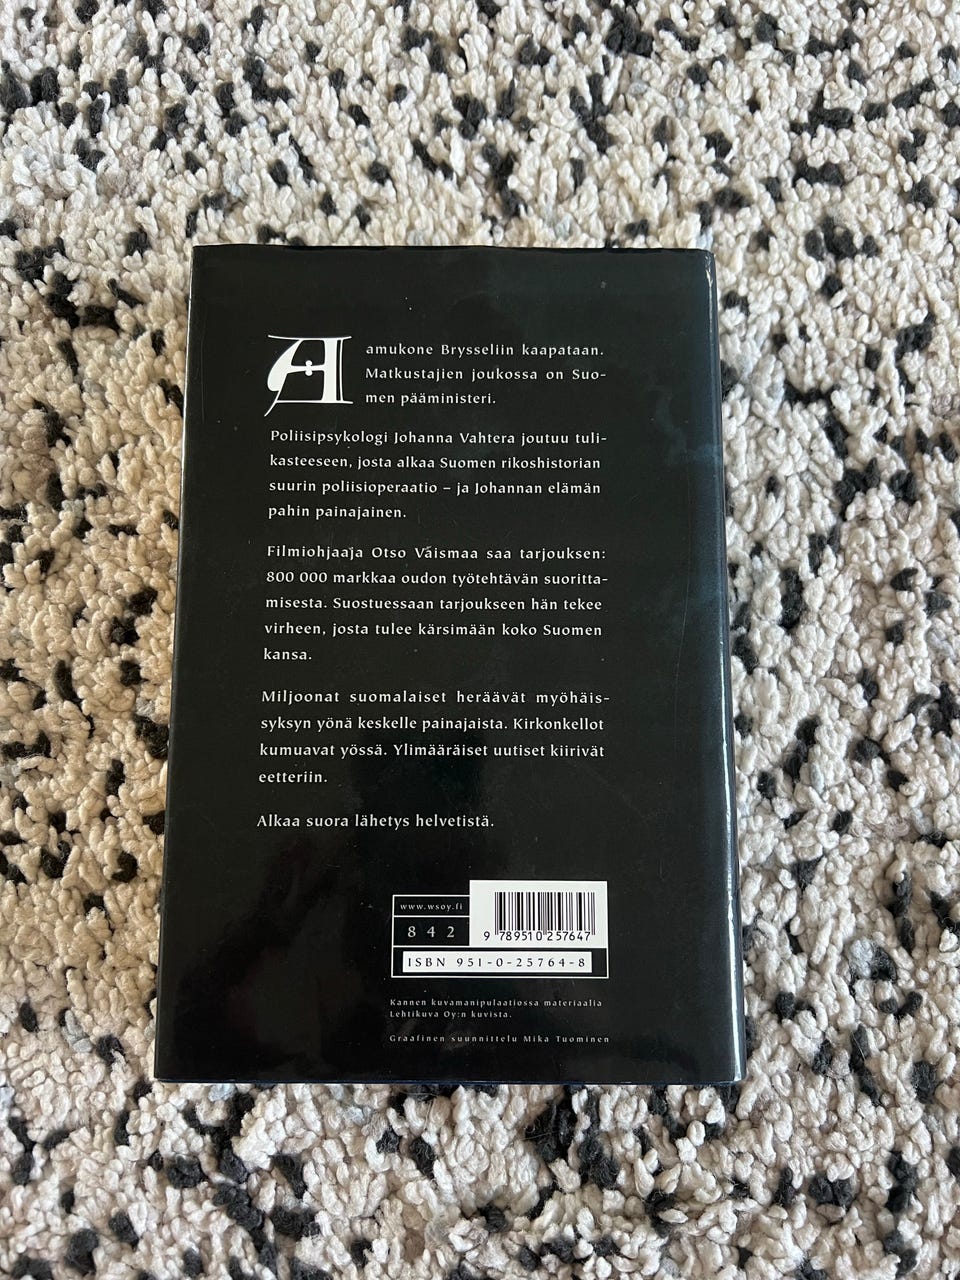 Aamukone Brysseliin kaapataan.
Matkustajien joukossa on Suo-
men pääministeri.
Poliisipsykologi Johanna Vahtera joutuu tuli-
kasteeseen, josta alkaa Suomen rikoshistorian
suurin poliisioperaatio – ja Johannan elämän
pahin painajainen.
Filmiohjaaja Otso Väismaa saa tarjouksen:
800 000 markkaa oudon työtehtävän suoritta-
misesta. Suostuessaan tarjoukseen hän tekee
virheen, josta tulee kärsimään koko Suomen
kansa.
Miljoonat suomalaiset heräävät myöhäis-
syksyn yönä keskelle painajaista. Kirkonkellot
kumuavat yössä. Ylimääräiset uutiset kiirivät
eetteriin.
Alkaa suora lähetys helvetistä.
www.wsoy.fi
842
9 789510 257647
ISBN 951-0-25764-8
Kannen kuvamanipulaatiossa materiaalia
Lehtikuva Oy:n kuvista.
Graafinen suunnittelu Mika Tuominen